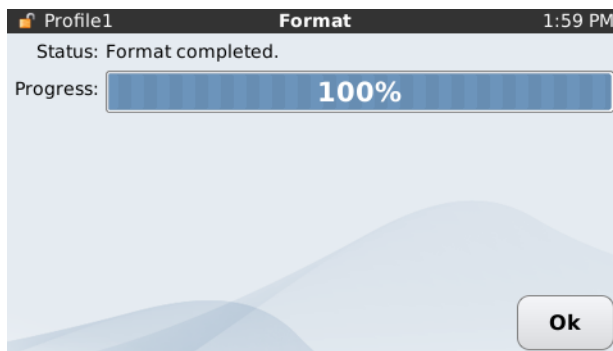 Profile1 Format 1:59 PM
Status: Format completed.
Progress: 100%
Ok